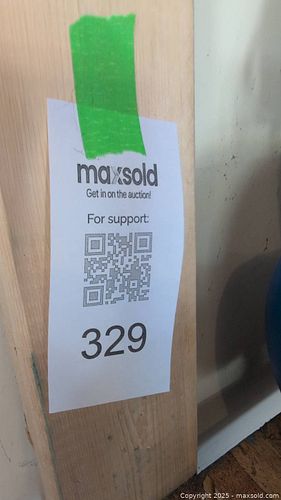 maxsold
Get in on the auction!
For support:
329
Copyright 2025 - maxsold.com